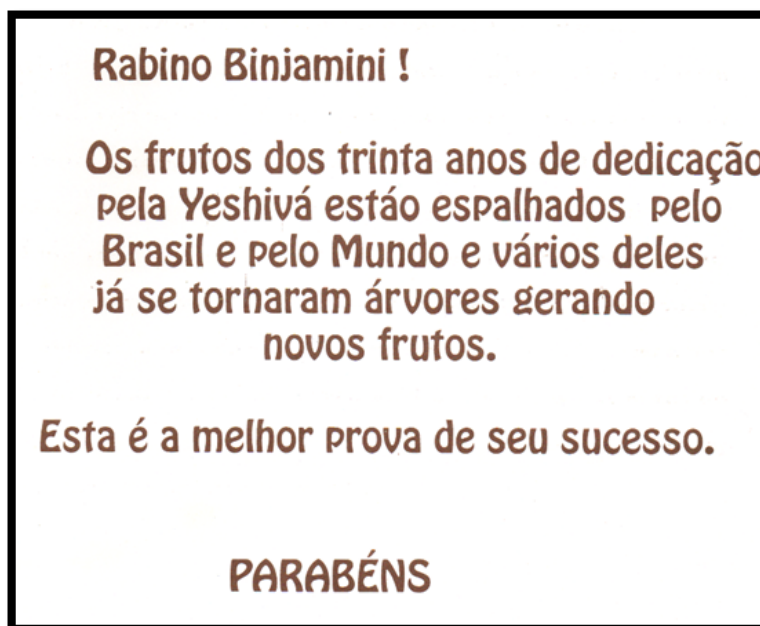 Rabino Binjamini !
Os frutos dos trinta anos de dedicação
pela Yeshivá estáo espalhados pelo
Brasil e pelo Mundo e vários deles
já se tornaram árvores gerando
novos frutos.
Esta é a melhor prova de seu sucesso.
PARABÉNS